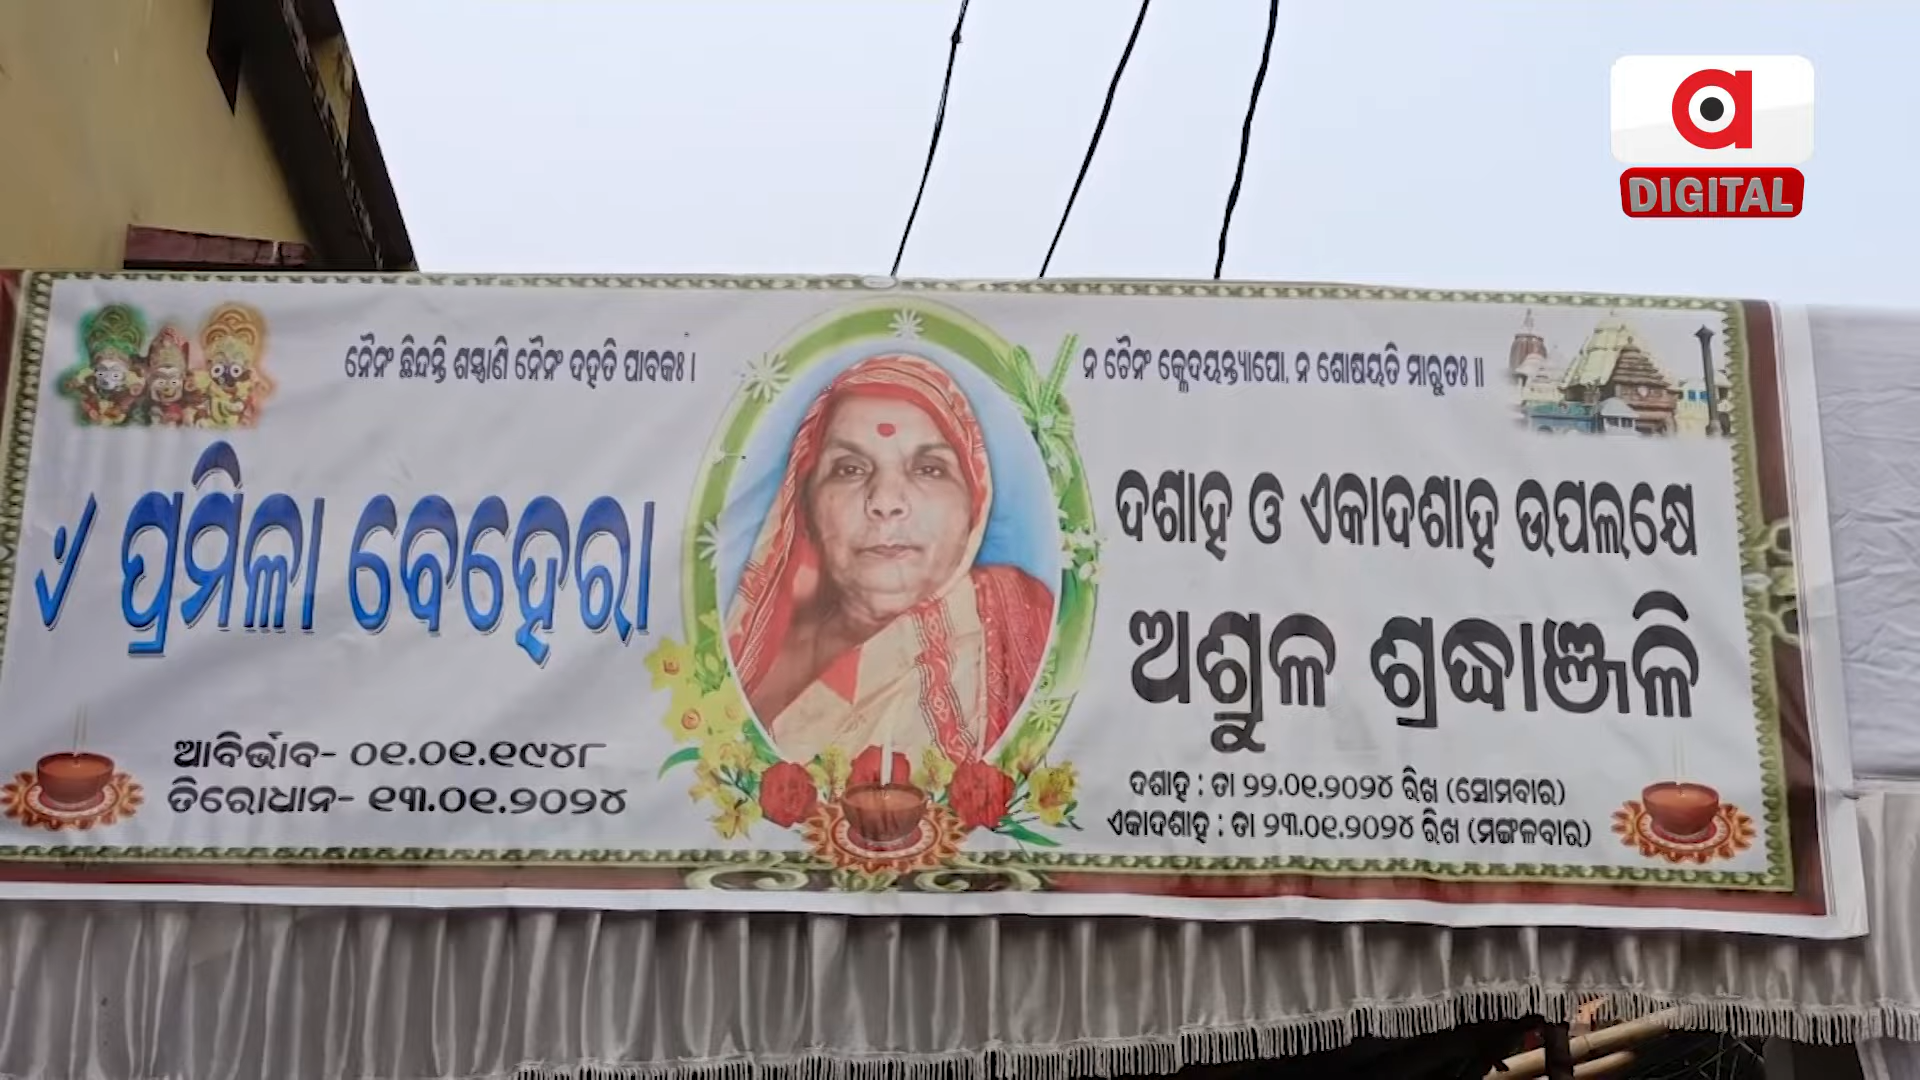 a
DIGITAL
ନୈନଂ ଛିନ୍ଦନ୍ତି ଶସ୍ତ୍ରାଣି ନୈନଂ ଦହତି ପାବକଃ ।
ନ ଚୈନଂ କ୍ଳେଦୟନ୍ତ୍ୟାପୋ, ନ ଶୋଷୟତି ମାରୁତଃ ॥
୰ ପ୍ରମିଳା ବେହେରା
ଆବିର୍ଭାବ- ୦୧.୦୧.୧୯୪୮
ତିରୋଧାନ- ୧୩.୦୧.୨୦୨୪
ଦଶାହ ଓ ଏକାଦଶାହ ଉପଲକ୍ଷେ
ଅଶ୍ରୁଳ ଶ୍ରଦ୍ଧାଞ୍ଜଳି
ଦଶାହ : ତା ୨୨.୦୧.୨୦୨୪ ରିଖ (ସୋମବାର)
ଏକାଦଶାହ : ତା ୨୩.୦୧.୨୦୨୪ ରିଖ (ମଙ୍ଗଳବାର)